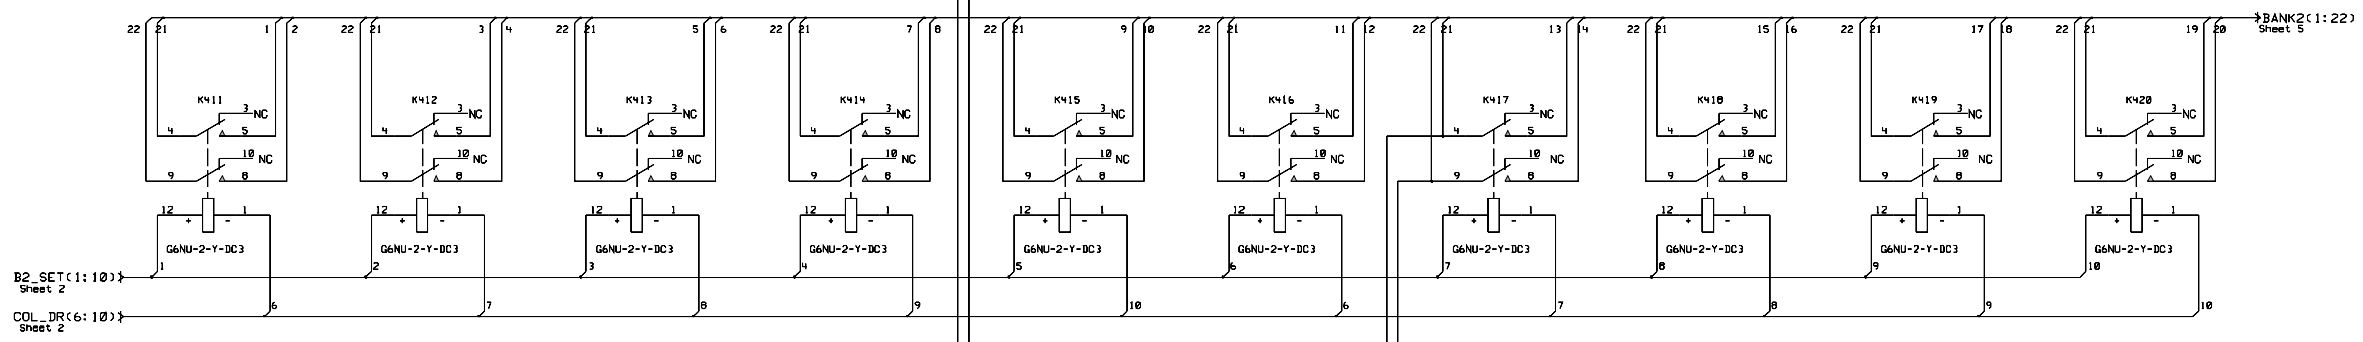 22 21 1 2 22 21 3 4 22 21 5 6 22 21 7 8 22 21 9 10 22 21 11 12 22 21 13 14 22 21 15 16 22 21 17 18 22 21 19 20 BANK2(1:22)
Sheet 5
K411 K412 K413 K414 K415 K416 K417 K418 K419 K420
3 NC 3 NC 3 NC 3 NC 3 NC 3 NC 3 NC 3 NC 3 NC 3 NC
4 5 4 5 4 5 4 5 4 5 4 5 4 5 4 5 4 5 4 5
10 NC 10 NC 10 NC 10 NC 10 NC 10 NC 10 NC 10 NC 10 NC 10 NC
9 8 9 8 9 8 9 8 9 8 9 8 9 8 9 8 9 8 9 8
12 1 12 1 12 1 12 1 12 1 12 1 12 1 12 1 12 1 12 1
+ - + - + - + - + - + - + - + - + - + -
G6NU-2-Y-DC3 G6NU-2-Y-DC3 G6NU-2-Y-DC3 G6NU-2-Y-DC3 G6NU-2-Y-DC3 G6NU-2-Y-DC3 G6NU-2-Y-DC3 G6NU-2-Y-DC3 G6NU-2-Y-DC3 G6NU-2-Y-DC3
1 2 3 4 5 6 7 8 9 10
B2_SET(1:10)
Sheet 2
6 7 8 9 10 6 7 8 9 10
COL_DR(6:10)
Sheet 2